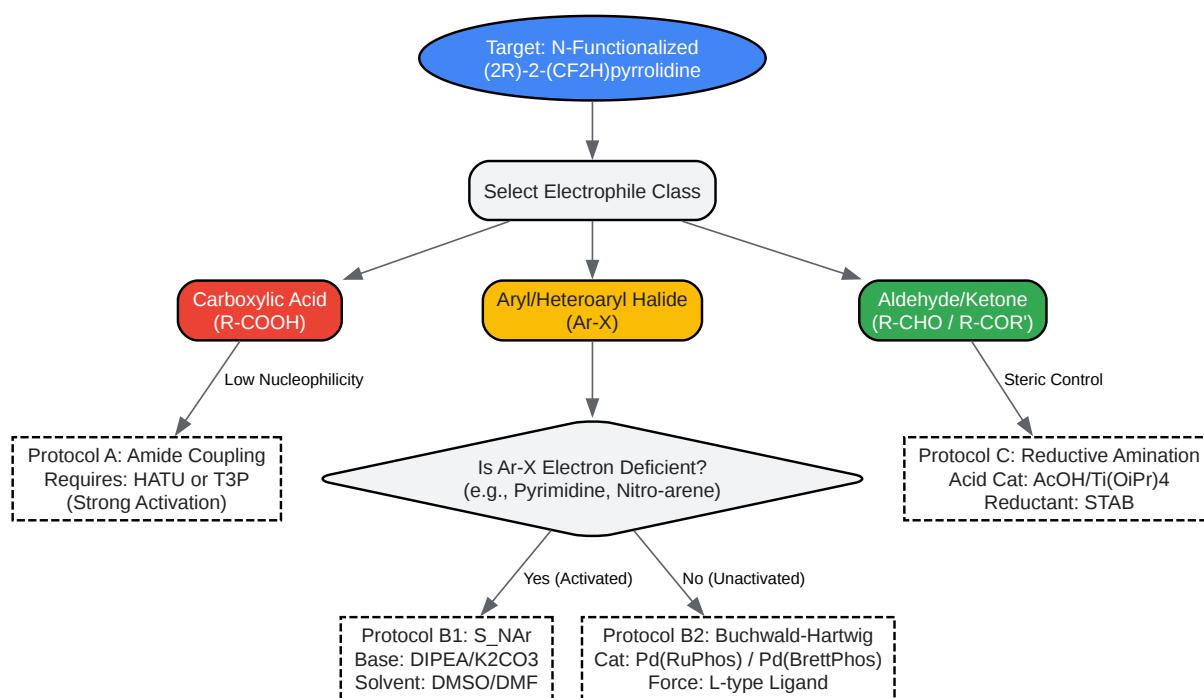 Target: N-Functionalized
(2R)-2-(CF2H)pyrrolidine
Select Electrophile Class
Carboxylic Acid
(R-COOH)
Aryl/Heteroaryl Halide
(Ar-X)
Aldehyde/Ketone
(R-CHO / R-COR')
Low Nucleophilicity
Steric Control
Protocol A: Amide Coupling
Requires: HATU or T3P
(Strong Activation)
Is Ar-X Electron Deficient?
(e.g., Pyrimidine, Nitro-arene)
Protocol C: Reductive Amination
Acid Cat: AcOH/Ti(OiPr)4
Reductant: STAB
Yes (Activated)
No (Unactivated)
Protocol B1: S_NAr
Base: DIPEA/K2CO3
Solvent: DMSO/DMF
Protocol B2: Buchwald-Hartwig
Cat: Pd(RuPhos) / Pd(BrettPhos)
Force: L-type Ligand